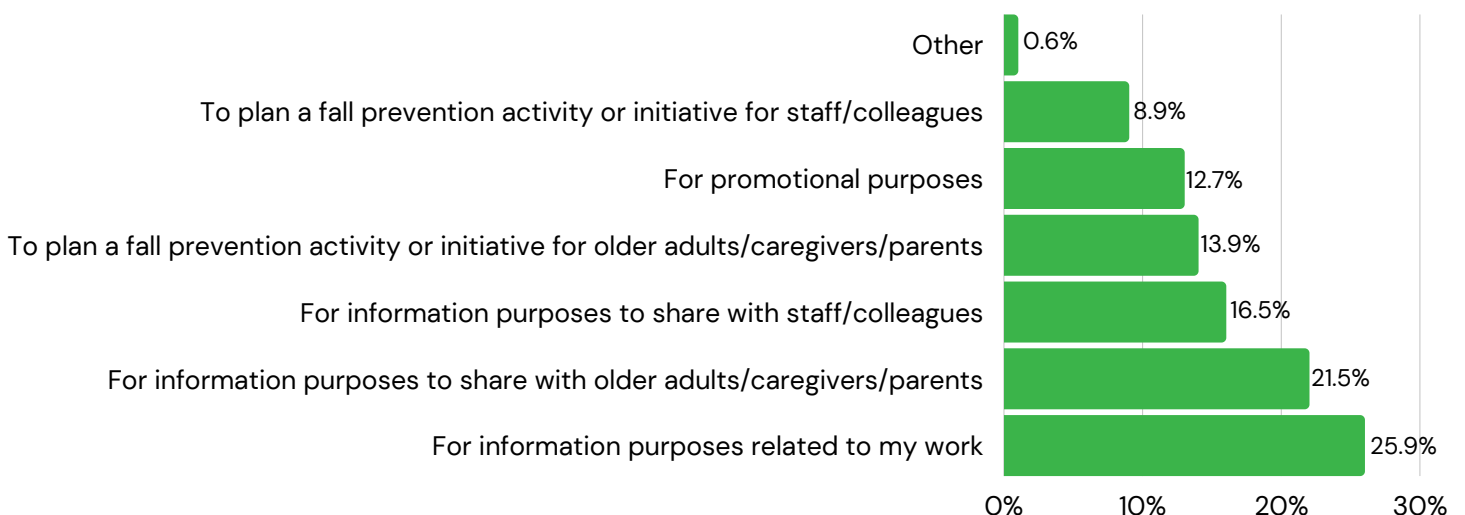 Other 0.6%
To plan a fall prevention activity or initiative for staff/colleagues 8.9%
For promotional purposes 12.7%
To plan a fall prevention activity or initiative for older adults/caregivers/parents 13.9%
For information purposes to share with staff/colleagues 16.5%
For information purposes to share with older adults/caregivers/parents 21.5%
For information purposes related to my work 25.9%
0% 10% 20% 30%